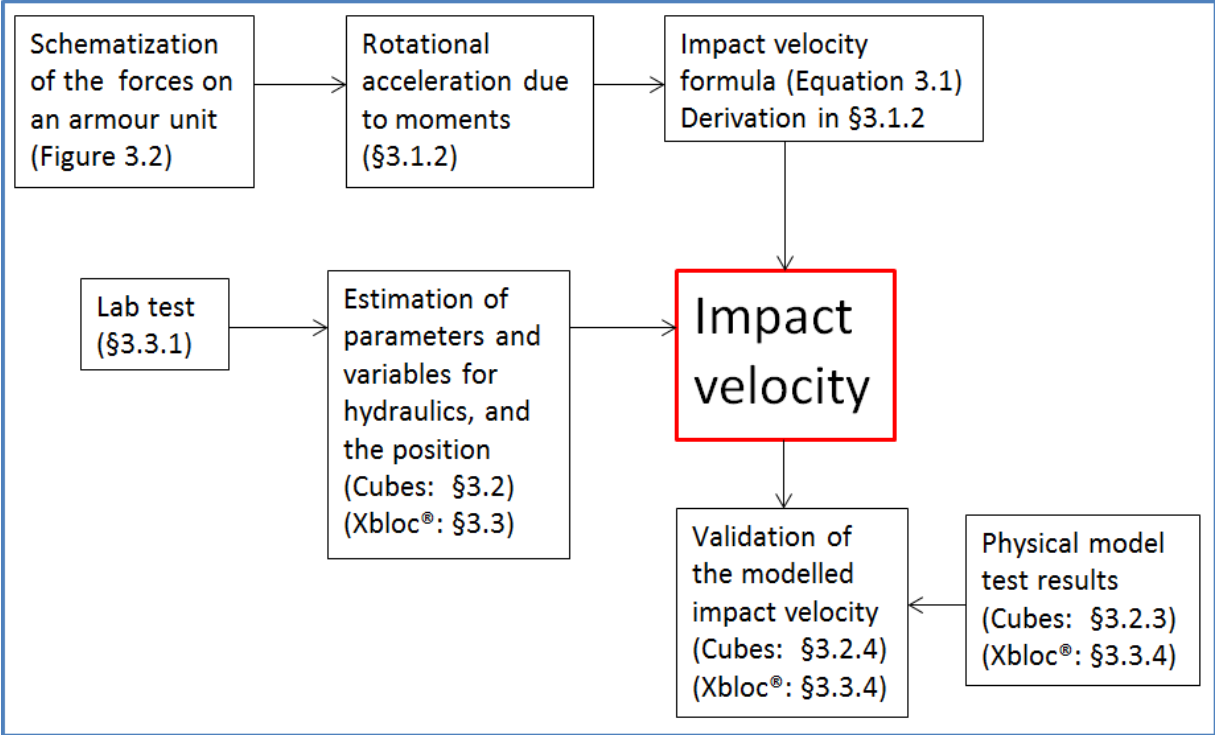 Schematization
of the forces on
an armour unit
(Figure 3.2)
Rotational
acceleration due
to moments
(§3.1.2)
Impact velocity
formula (Equation 3.1)
Derivation in §3.1.2
Lab test
(§3.3.1)
Estimation of
parameters and
variables for
hydraulics, and
the position
(Cubes: §3.2)
(Xbloc®: §3.3)
Impact
velocity
Validation of
the modelled
impact velocity
(Cubes: §3.2.4)
(Xbloc®: §3.3.4)
Physical model
test results
(Cubes: §3.2.3)
(Xbloc®: §3.3.4)